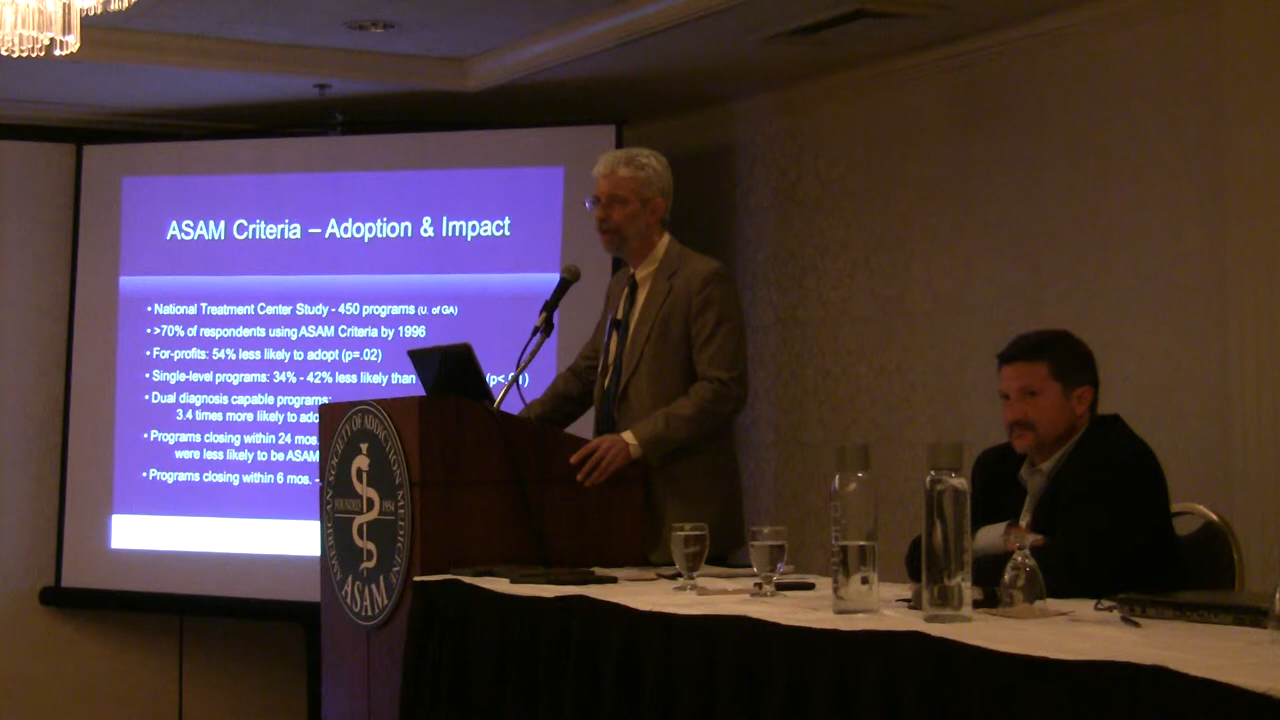 ASAM Criteria – Adoption & Impact
• National Treatment Center Study - 450 programs (U. of GA)
• >70% of respondents using ASAM Criteria by 1996
• For-profits: 54% less likely to adopt (p=.02)
• Single-level programs: 34% - 42% less likely than (p<.01)
• Dual diagnosis capable programs:
3.4 times more likely to ado
• Programs closing within 24 mos.
were less likely to be ASAM
• Programs closing within 6 mos. -
AMERICAN SOCIETY OF ADDICTION MEDICINE
FOUNDED 1954
ASAM